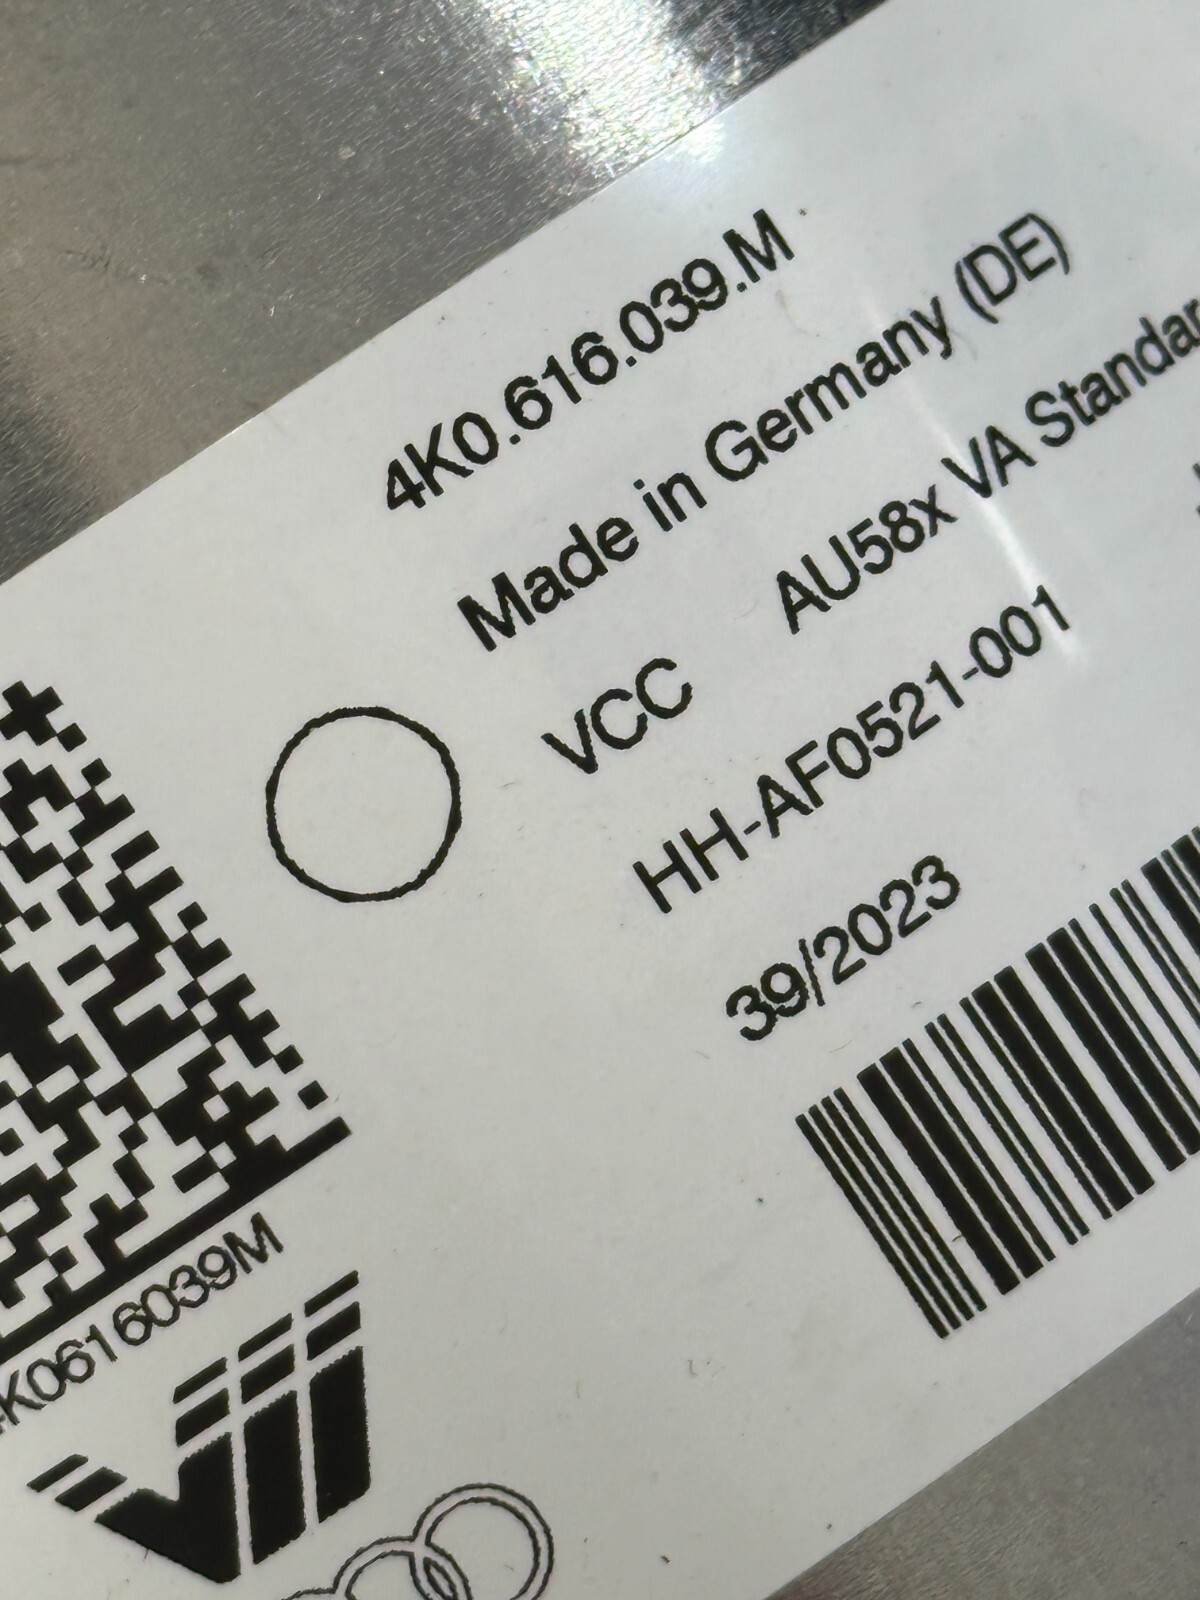 4K0.616.039.M
Made in Germany (DE)
VCC AU58x VA Standar
HH-AF0521-001
39/2023
K0616039M